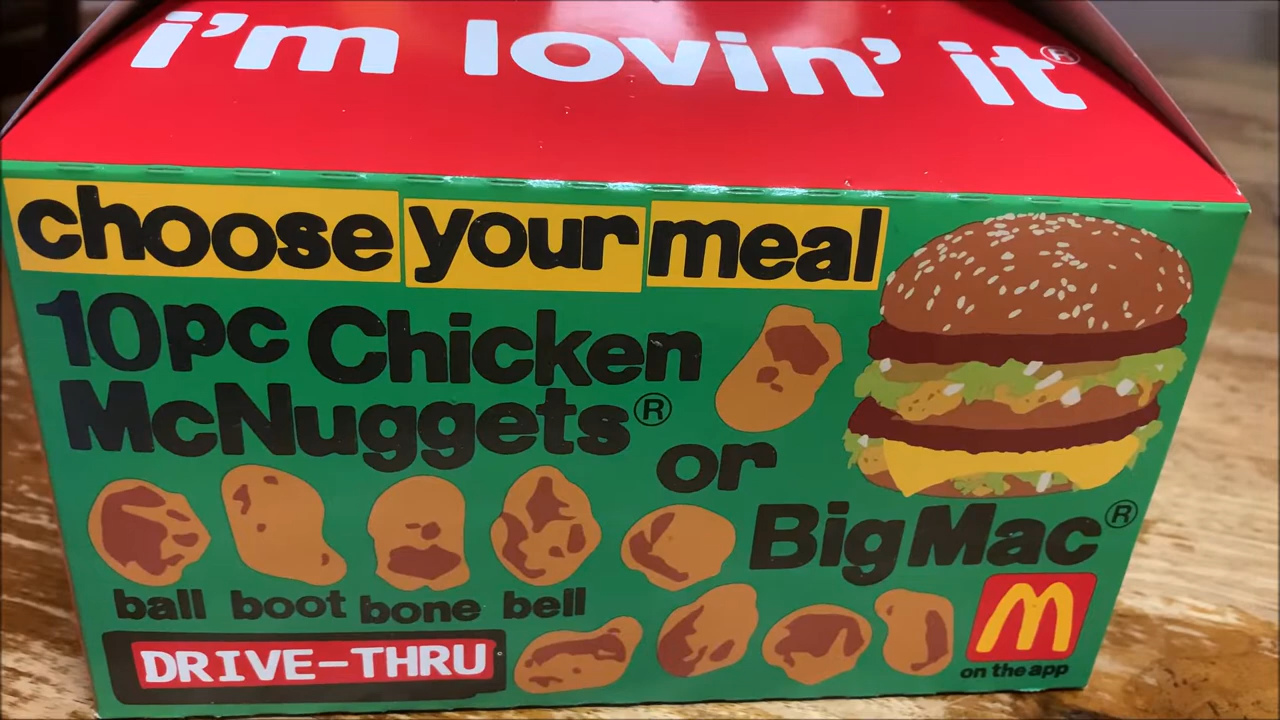 i'm lovin' it®
choose your meal
10pc Chicken
McNuggets®
or
BigMac®
ball boot bone bell
DRIVE-THRU
on the app